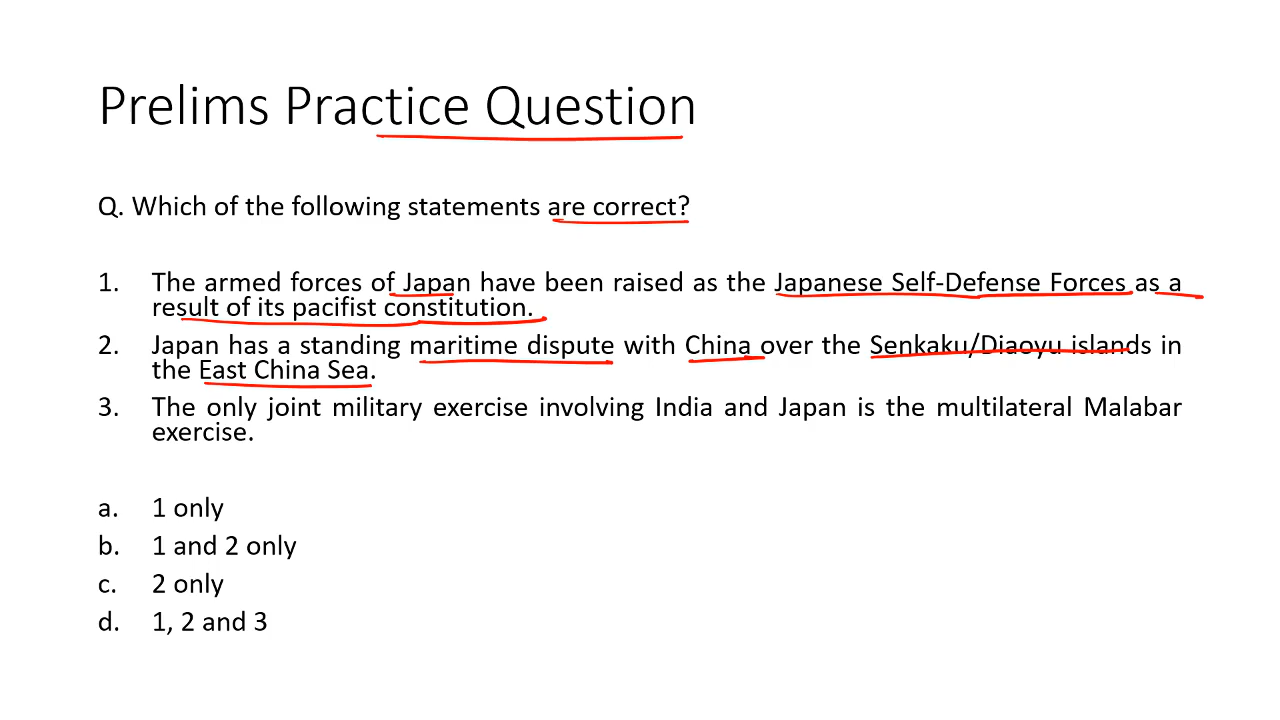 Prelims Practice Question
Q. Which of the following statements are correct?
1. The armed forces of Japan have been raised as the Japanese Self-Defense Forces as a
result of its pacifist constitution.
2. Japan has a standing maritime dispute with China over the Senkaku/Diaoyu islands in
the East China Sea.
3. The only joint military exercise involving India and Japan is the multilateral Malabar
exercise.
a. 1 only
b. 1 and 2 only
c. 2 only
d. 1, 2 and 3